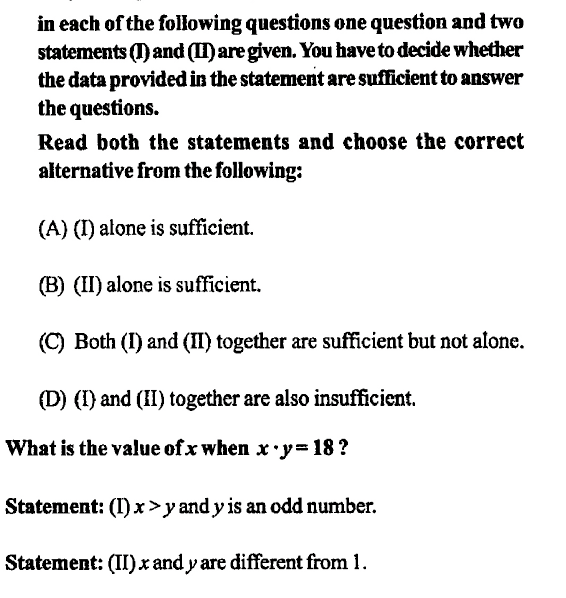 in each of the following questions one question and two
statements (I) and (II) are given. You have to decide whether
the data provided in the statement are sufficient to answer
the questions.
Read both the statements and choose the correct
alternative from the following:
(A) (I) alone is sufficient.
(B) (II) alone is sufficient.
(C) Both (I) and (II) together are sufficient but not alone.
(D) (I) and (II) together are also insufficient.
What is the value of x when x · y = 18 ?
Statement: (I) x > y and y is an odd number.
Statement: (II) x and y are different from 1.